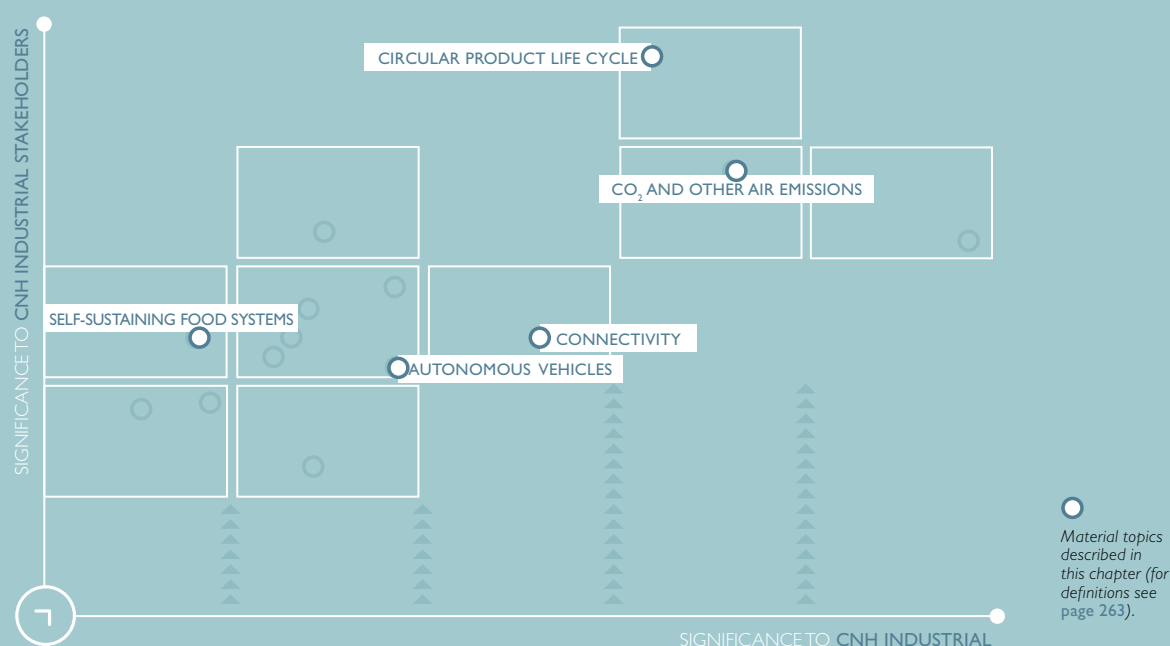 SIGNIFICANCE TO CNH INDUSTRIAL STAKEHOLDERS
CIRCULAR PRODUCT LIFE CYCLE
CO2 AND OTHER AIR EMISSIONS
SELF-SUSTAINING FOOD SYSTEMS
CONNECTIVITY
AUTONOMOUS VEHICLES
Material topics
described in
this chapter (for
definitions see
page 263).
SIGNIFICANCE TO CNH INDUSTRIAL